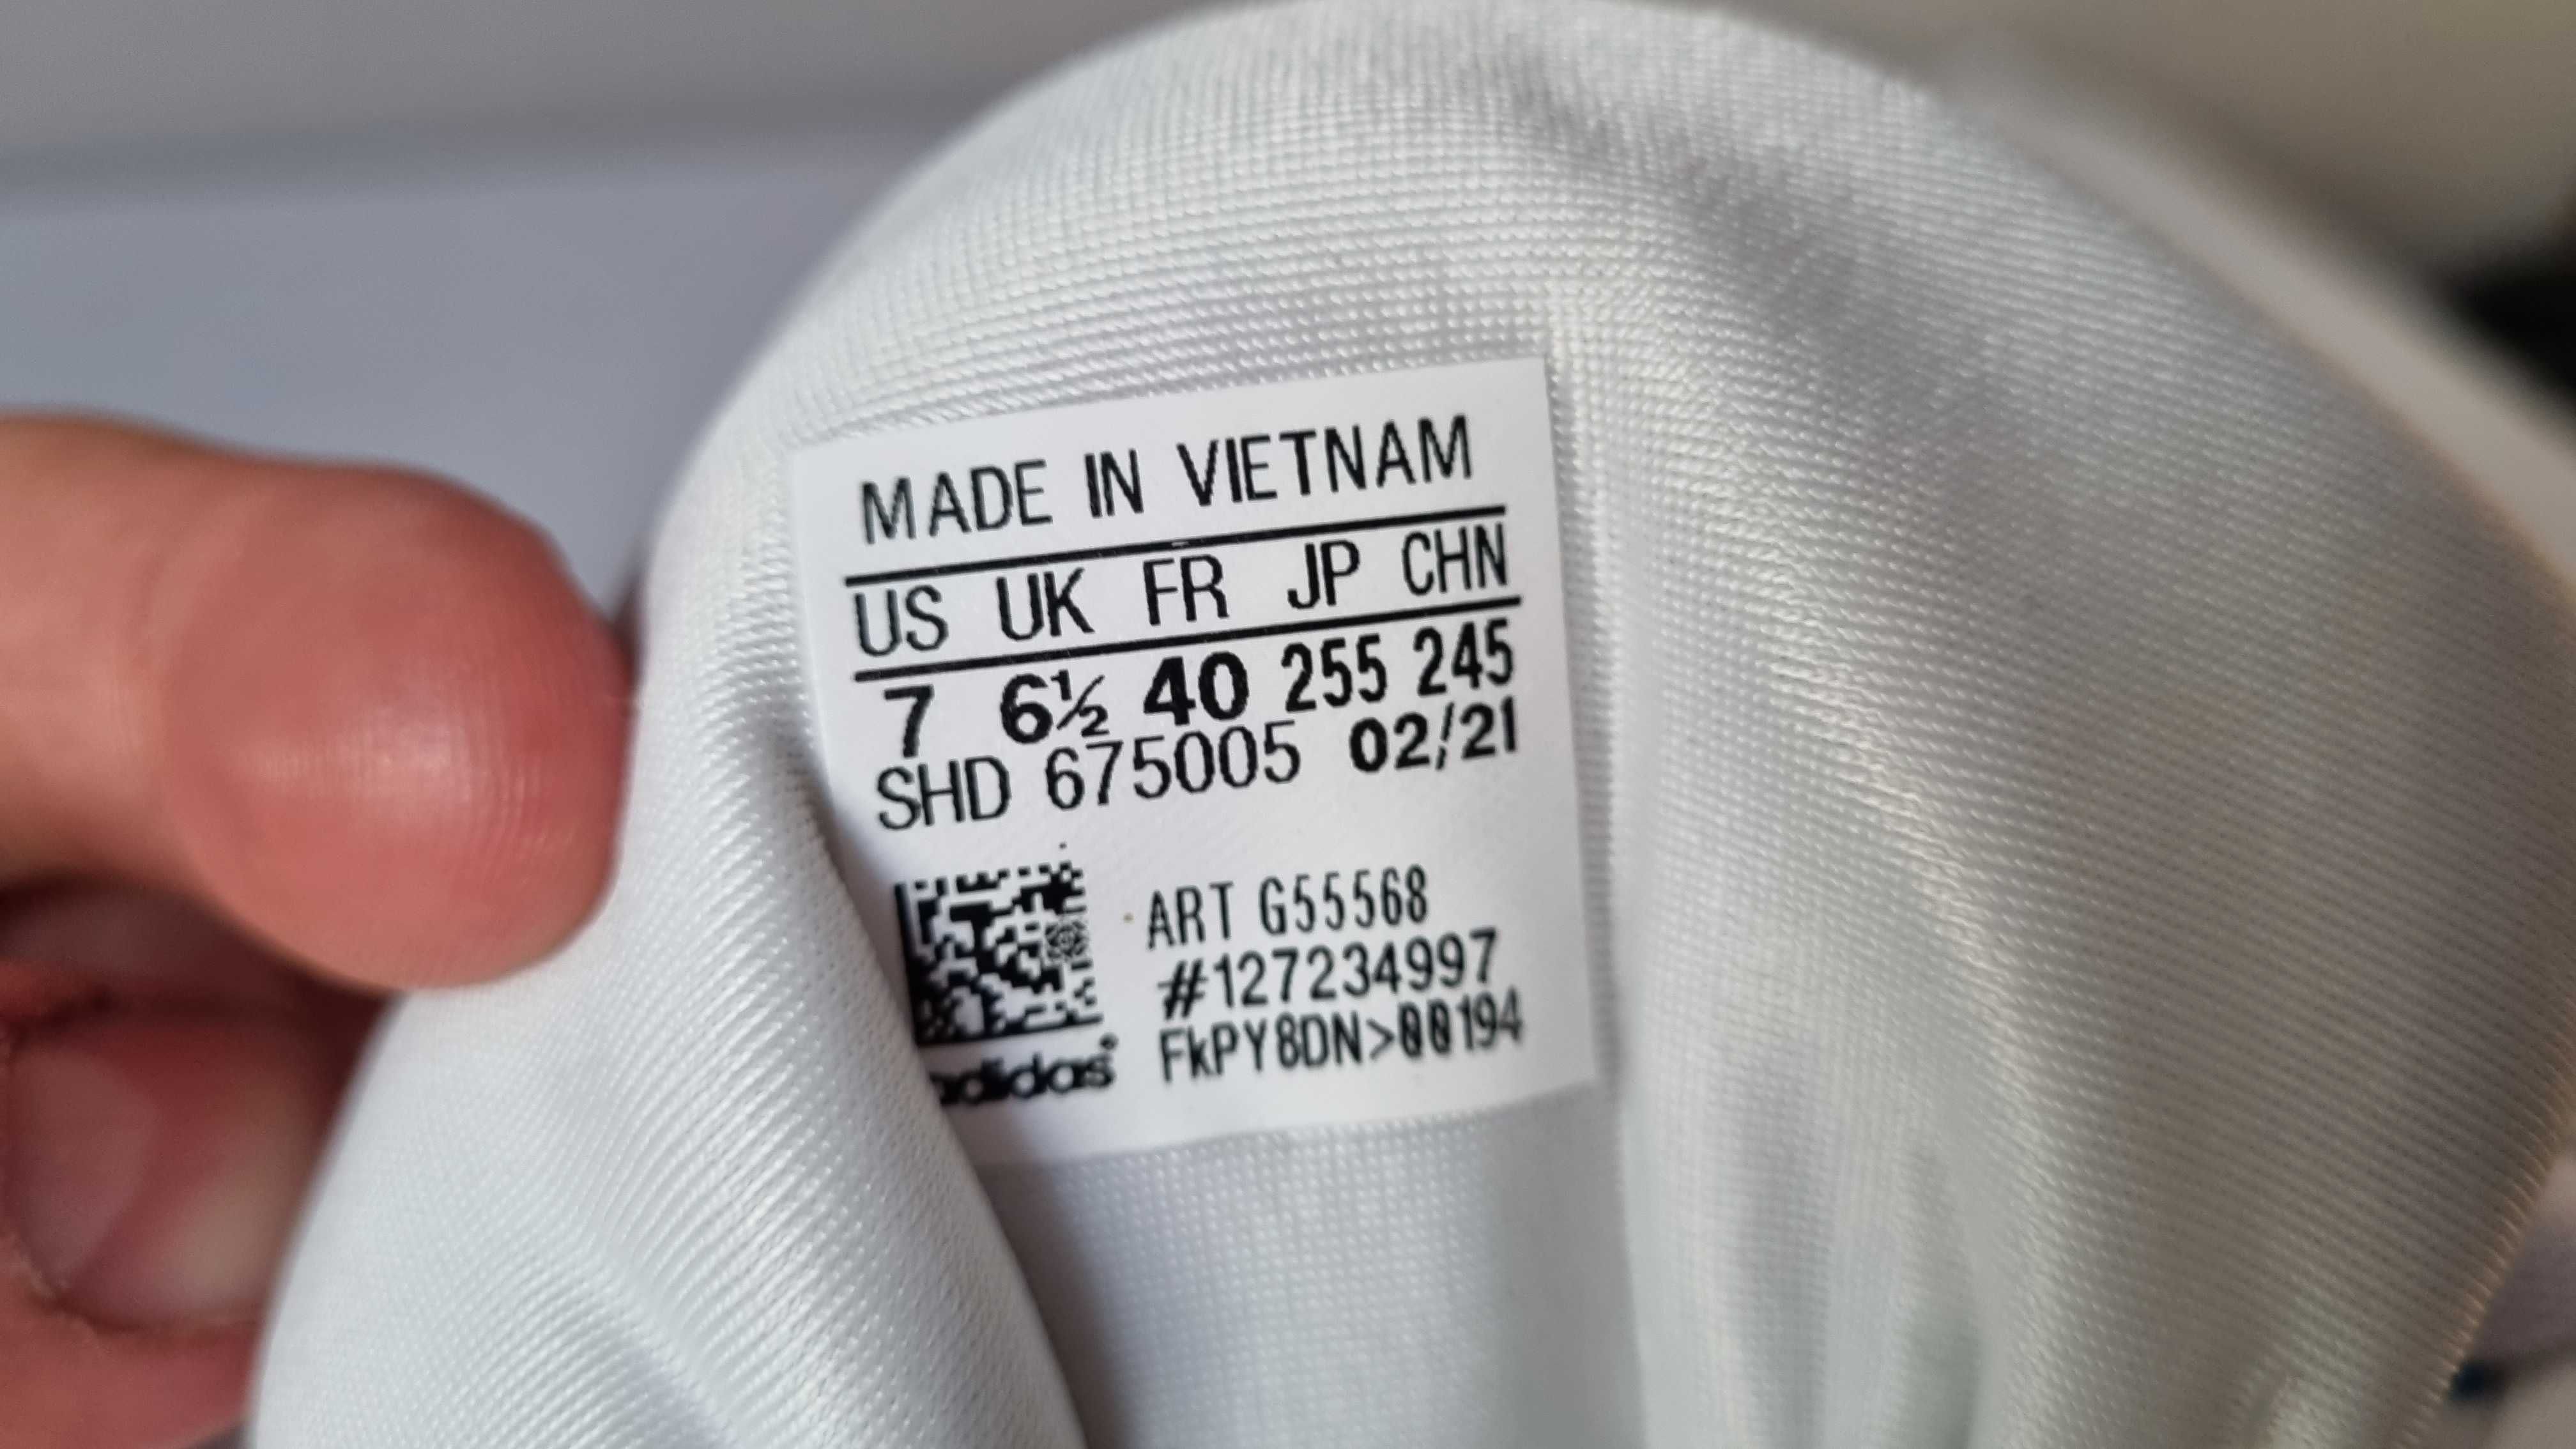 MADE IN VIETNAM
US UK FR JP CHN
7 6½ 40 255 245
SHD 675005 02/21
ART G55568
#127234997
FkPY8DN>00194
adidas®